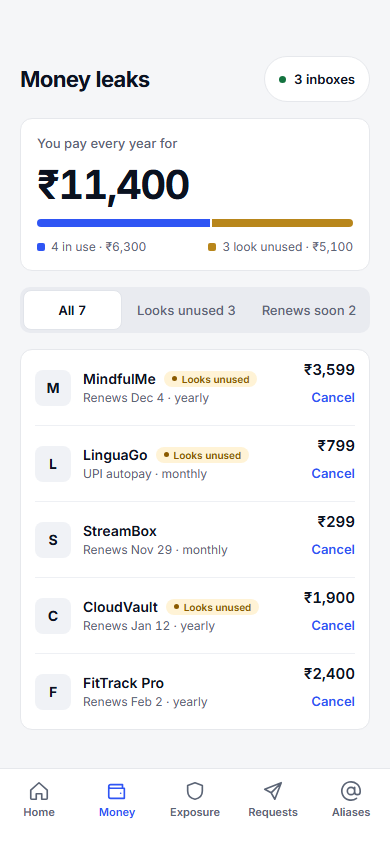 Money leaks
3 inboxes
You pay every year for
₹11,400
4 in use · ₹6,300
3 look unused · ₹5,100
All 7
Looks unused 3
Renews soon 2
M
MindfulMe
Looks unused
₹3,599
Renews Dec 4 · yearly
Cancel
L
LinguaGo
Looks unused
₹799
UPI autopay · monthly
Cancel
S
StreamBox
₹299
Renews Nov 29 · monthly
Cancel
C
CloudVault
Looks unused
₹1,900
Renews Jan 12 · yearly
Cancel
F
FitTrack Pro
₹2,400
Renews Feb 2 · yearly
Cancel
Home
Money
Exposure
Requests
Aliases